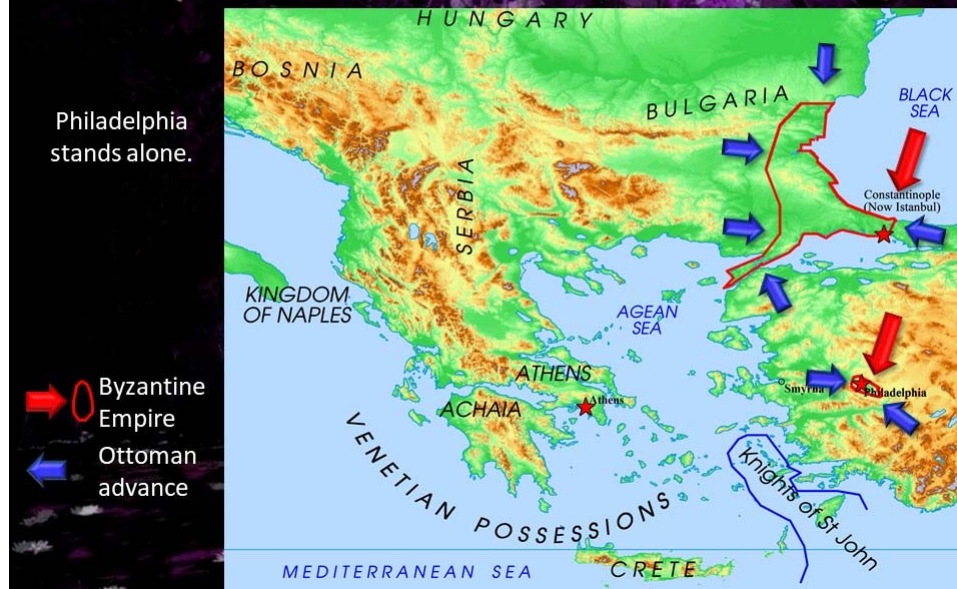 Philadelphia
stands alone.
Byzantine
Empire
Ottoman
advance
HUNGARY
BOSNIA
BULGARIA
BLACK
SEA
SERBIA
Constantinople
(Now Istanbul)
KINGDOM
OF NAPLES
AGEAN
SEA
ATHENS
Smyrna
Philadelphia
ACHAIA
Athens
VENETIAN POSSESSIONS
Knights of St John
MEDITERRANEAN SEA
CRETE